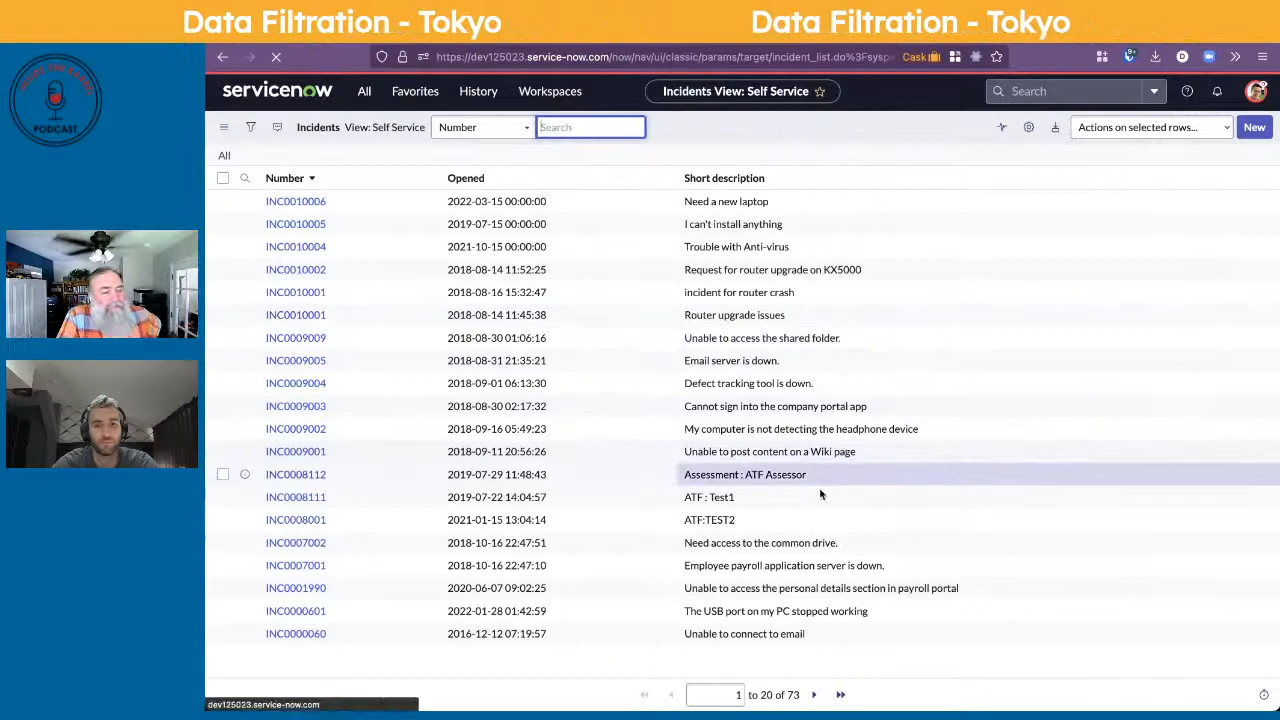 Data Filtration - Tokyo
Data Filtration - Tokyo
PODCAST
https://dev125023.service-now.com/now/nav/ui/classic/params/target/incident_list.do%3Fsyspe
Cask
servicenow
All
Favorites
History
Workspaces
Incidents View: Self Service
Search
Incidents View: Self Service
Number
Search
Actions on selected rows...
New
All
Number Opened Short description
INC0010006 2022-03-15 00:00:00 Need a new laptop
INC0010005 2019-07-15 00:00:00 I can't install anything
INC0010004 2021-10-15 00:00:00 Trouble with Anti-virus
INC0010002 2018-08-14 11:52:25 Request for router upgrade on KX5000
INC0010001 2018-08-16 15:32:47 incident for router crash
INC0010001 2018-08-14 11:45:38 Router upgrade issues
INC0009009 2018-08-30 01:06:16 Unable to access the shared folder.
INC0009005 2018-08-31 21:35:21 Email server is down.
INC0009004 2018-09-01 06:13:30 Defect tracking tool is down.
INC0009003 2018-08-30 02:17:32 Cannot sign into the company portal app
INC0009002 2018-09-16 05:49:23 My computer is not detecting the headphone device
INC0009001 2018-09-11 20:56:26 Unable to post content on a Wiki page
INC0008112 2019-07-29 11:48:43 Assessment : ATF Assessor
INC0008111 2019-07-22 14:04:57 ATF : Test1
INC0008001 2021-01-15 13:04:14 ATF:TEST2
INC0007002 2018-10-16 22:47:51 Need access to the common drive.
INC0007001 2018-10-16 22:47:10 Employee payroll application server is down.
INC0001990 2020-06-07 09:02:25 Unable to access the personal details section in payroll portal
INC0000601 2022-01-28 01:42:59 The USB port on my PC stopped working
INC0000060 2016-12-12 07:19:57 Unable to connect to email
1 to 20 of 73
dev125023.service-now.com